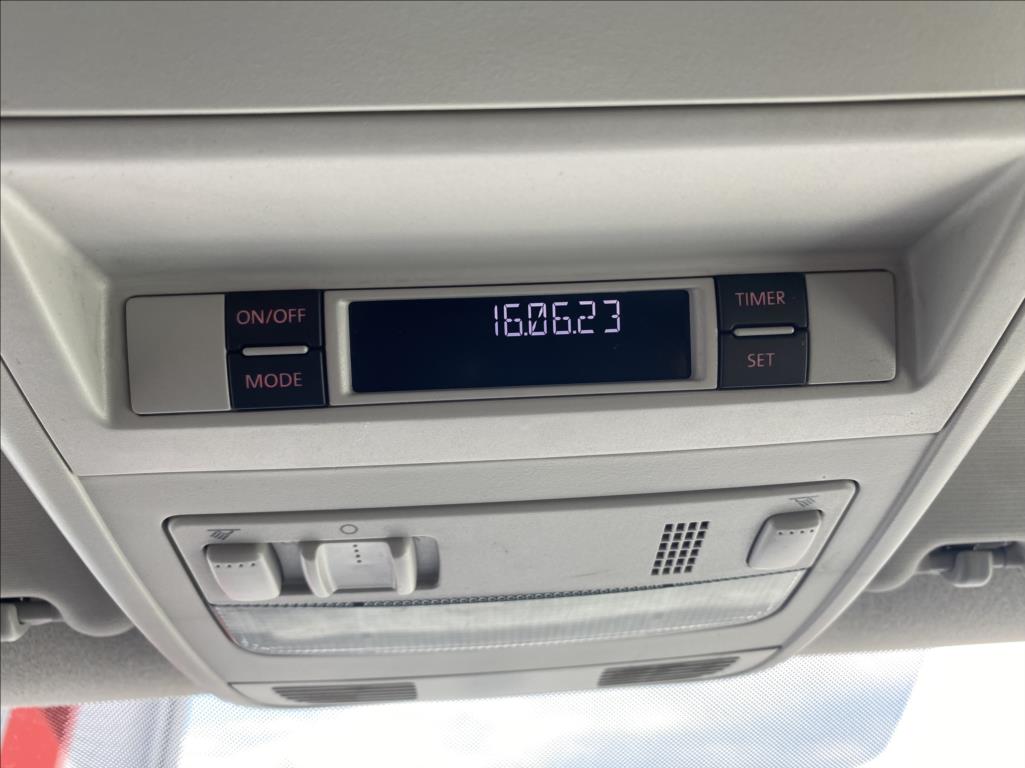 ON/OFF
MODE
16.06.23
TIMER
SET